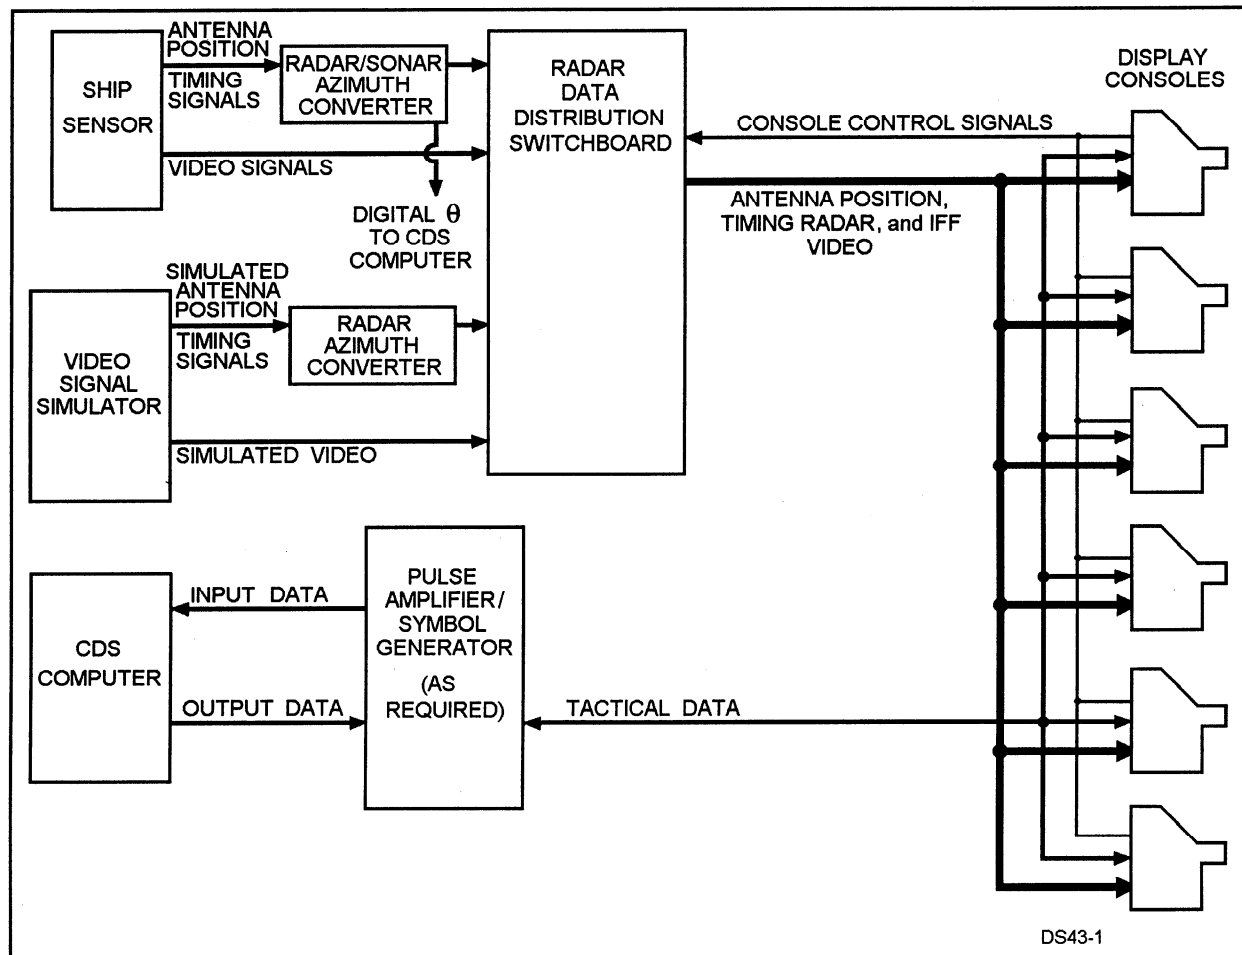 ANTENNA
POSITION
TIMING
SIGNALS
SHIP
SENSOR
RADAR/SONAR
AZIMUTH
CONVERTER
VIDEO SIGNALS
DIGITAL θ
TO CDS
COMPUTER
RADAR
DATA
DISTRIBUTION
SWITCHBOARD
DISPLAY
CONSOLES
CONSOLE CONTROL SIGNALS
ANTENNA POSITION,
TIMING RADAR, and IFF
VIDEO
SIMULATED
ANTENNA
POSITION
TIMING
SIGNALS
VIDEO
SIGNAL
SIMULATOR
RADAR
AZIMUTH
CONVERTER
SIMULATED VIDEO
CDS
COMPUTER
INPUT DATA
OUTPUT DATA
PULSE
AMPLIFIER/
SYMBOL
GENERATOR
(AS
REQUIRED)
TACTICAL DATA
DS43-1